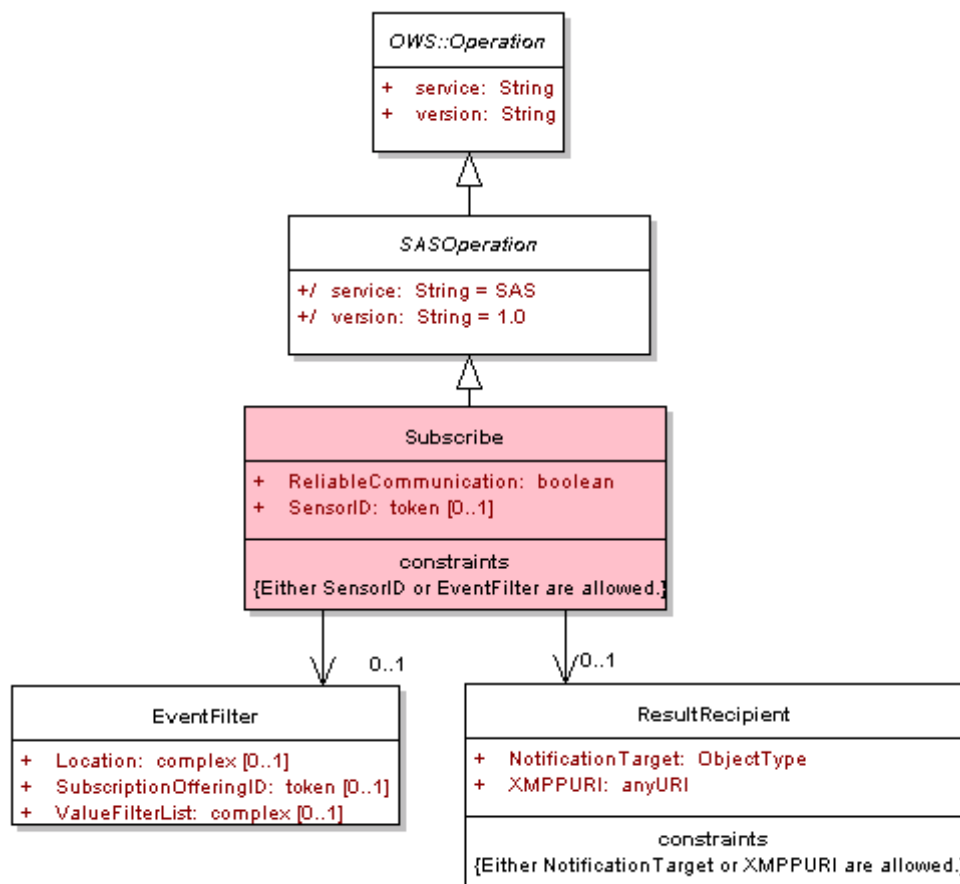 OWS::Operation
+ service: String
+ version: String
SASOperation
+/ service: String = SAS
+/ version: String = 1.0
Subscribe
+ ReliableCommunication: boolean
+ SensorID: token [0..1]
constraints
{Either SensorID or EventFilter are allowed.}
0..1
0..1
EventFilter
+ Location: complex [0..1]
+ SubscriptionOfferingID: token [0..1]
+ ValueFilterList: complex [0..1]
ResultRecipient
+ NotificationTarget: ObjectType
+ XMPPURI: anyURI
constraints
{Either NotificationTarget or XMPPURI are allowed.}